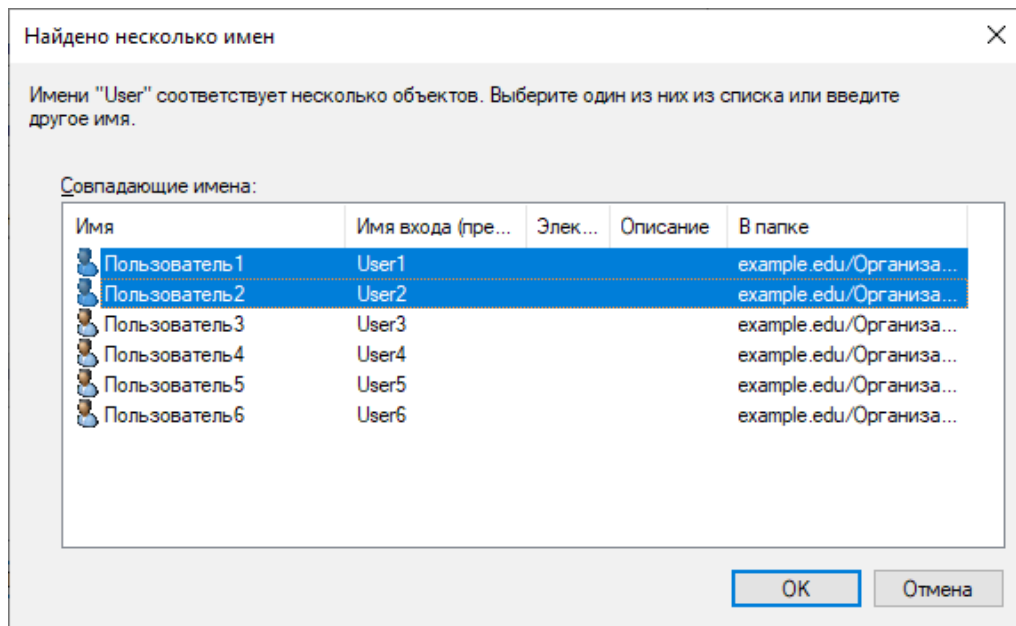 Найдено несколько имен
Имени "User" соответствует несколько объектов. Выберите один из них из списка или введите
другое имя.
Совпадающие имена:
Имя Имя входа (пре... Элек... Описание В папке
Пользователь1 User1 example.edu/Организа...
Пользователь2 User2 example.edu/Организа...
Пользователь3 User3 example.edu/Организа...
Пользователь4 User4 example.edu/Организа...
Пользователь5 User5 example.edu/Организа...
Пользователь6 User6 example.edu/Организа...
OK Отмена